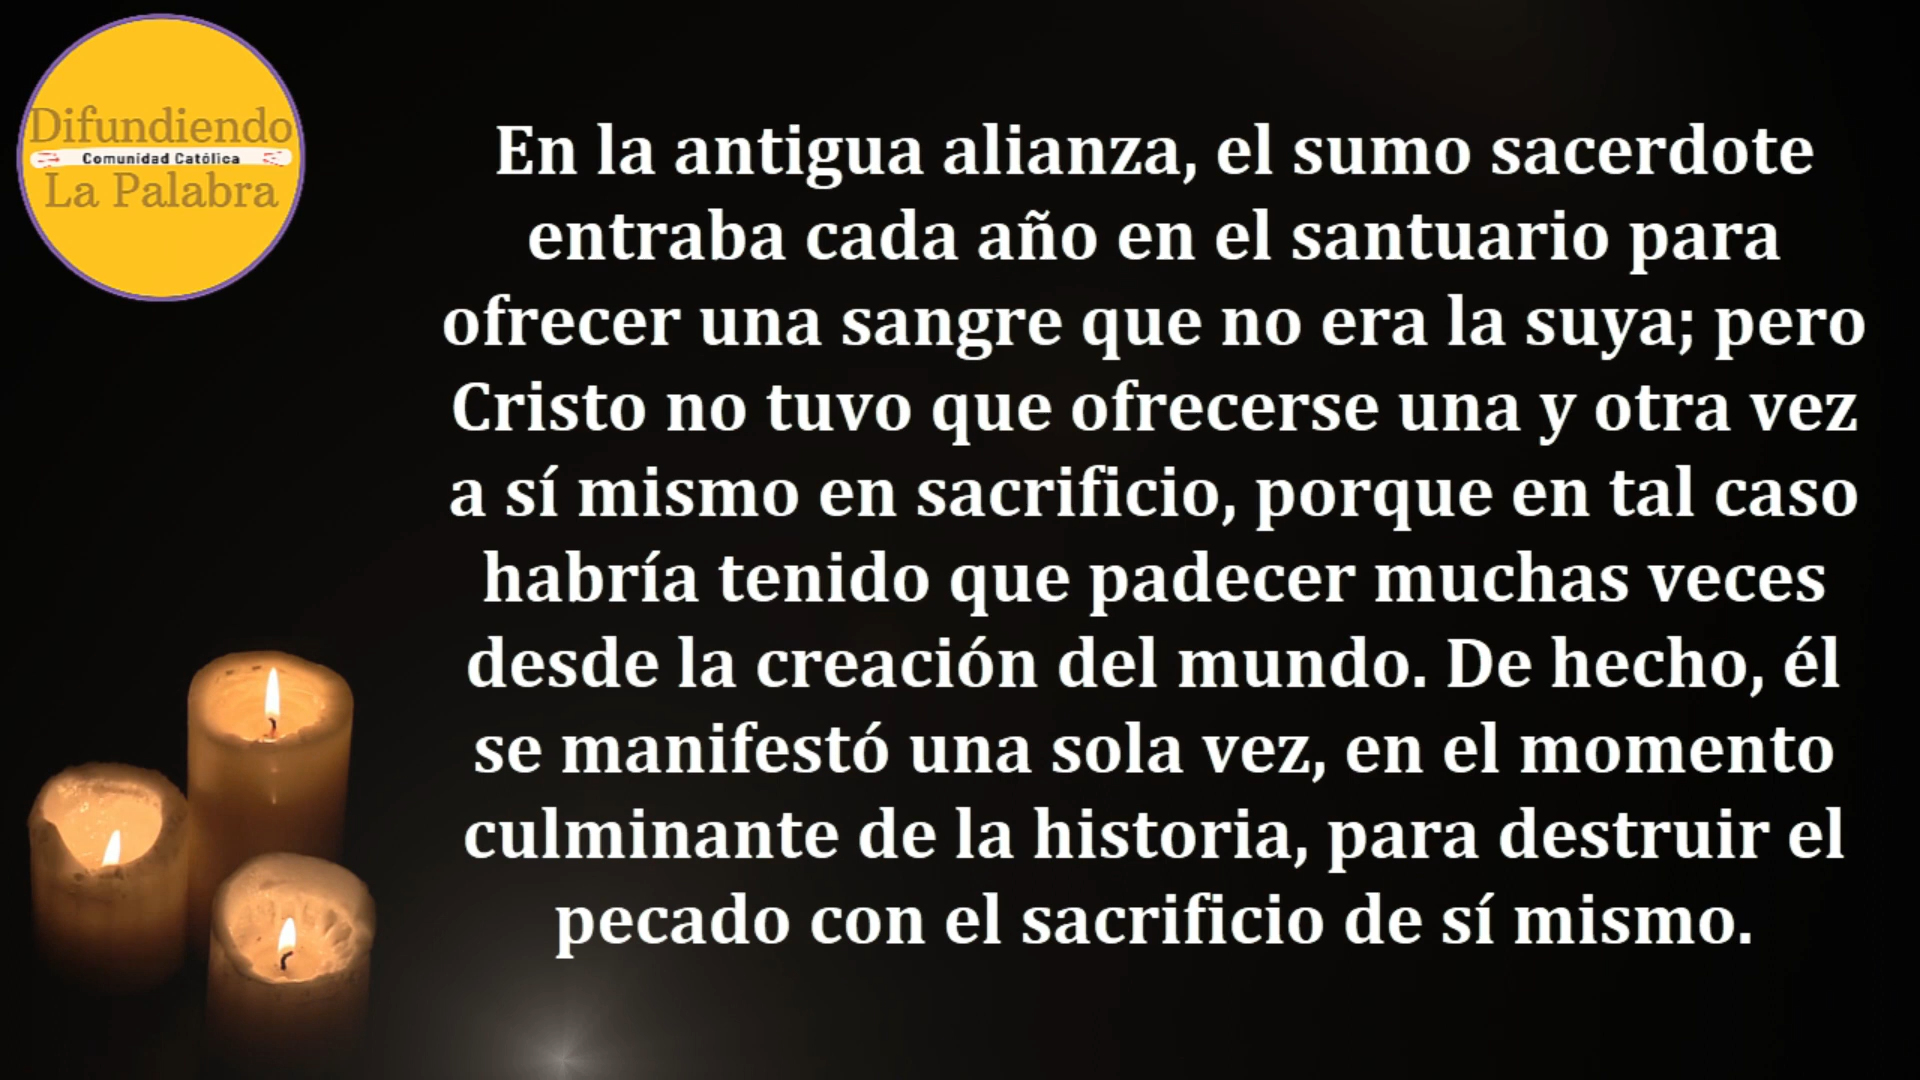 Difundiendo
Comunidad Católica
La Palabra
En la antigua alianza, el sumo sacerdote
entraba cada año en el santuario para
ofrecer una sangre que no era la suya; pero
Cristo no tuvo que ofrecerse una y otra vez
a sí mismo en sacrificio, porque en tal caso
habría tenido que padecer muchas veces
desde la creación del mundo. De hecho, él
se manifestó una sola vez, en el momento
culminante de la historia, para destruir el
pecado con el sacrificio de sí mismo.